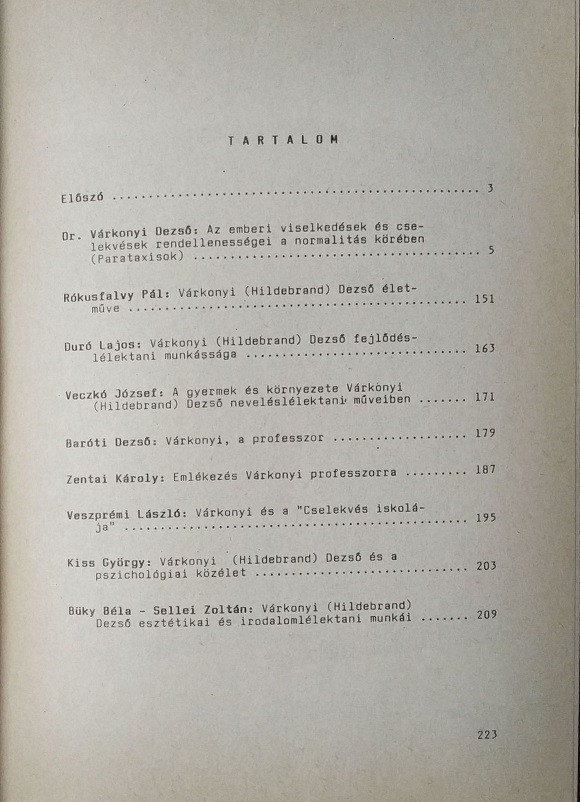 TARTALOM
Előszó .................................................. 3
Dr. Várkonyi Dezső: Az emberi viselkedések és cse-
lekvések rendellenességei a normalitás körében
(Parataxisok) ........................................ 5
Rókusfalvy Pál: Várkonyi (Hildebrand) Dezső élet-
műve ................................................ 151
Duró Lajos: Várkonyi (Hildebrand) Dezső fejlődés-
lélektani munkássága .............................. 163
Veczkó József: A gyermek és környezete Várkonyi
(Hildebrand) Dezső neveléslélektani műveiben ....... 171
Baróti Dezső: Várkonyi, a professzor ................... 179
Zentai Károly: Emlékezés Várkonyi professzorra ......... 187
Veszprémi László: Várkonyi és a "Cselekvés iskolá-
ja" ................................................ 195
Kiss György: Várkonyi (Hildebrand) Dezső és a
pszichológiai közélet .............................. 203
Büky Béla - Sellei Zoltán: Várkonyi (Hildebrand)
Dezső esztétikai és irodalomlélektani munkái ....... 209
223